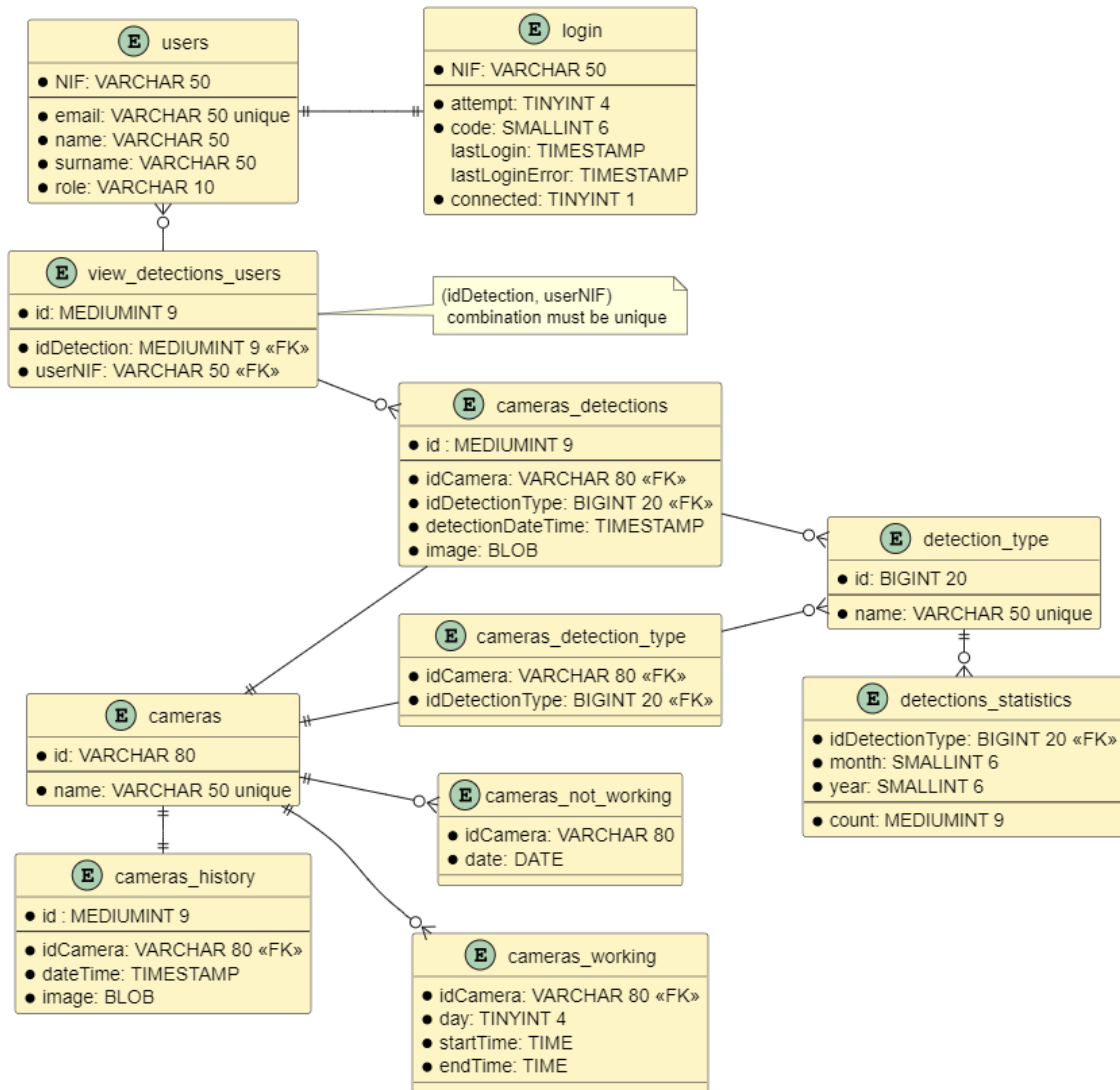 E users
● NIF: VARCHAR 50
● email: VARCHAR 50 unique
● name: VARCHAR 50
● surname: VARCHAR 50
● role: VARCHAR 10
E login
● NIF: VARCHAR 50
● attempt: TINYINT 4
● code: SMALLINT 6
lastLogin: TIMESTAMP
lastLoginError: TIMESTAMP
● connected: TINYINT 1
E view_detections_users
● id: MEDIUMINT 9
● idDetection: MEDIUMINT 9 «FK»
● userNIF: VARCHAR 50 «FK»
(idDetection, userNIF)
combination must be unique
E cameras_detections
● id : MEDIUMINT 9
● idCamera: VARCHAR 80 «FK»
● idDetectionType: BIGINT 20 «FK»
● detectionDateTime: TIMESTAMP
● image: BLOB
E detection_type
● id: BIGINT 20
● name: VARCHAR 50 unique
E cameras_detection_type
● idCamera: VARCHAR 80 «FK»
● idDetectionType: BIGINT 20 «FK»
E detections_statistics
● idDetectionType: BIGINT 20 «FK»
● month: SMALLINT 6
● year: SMALLINT 6
● count: MEDIUMINT 9
E cameras
● id: VARCHAR 80
● name: VARCHAR 50 unique
E cameras_not_working
● idCamera: VARCHAR 80
● date: DATE
E cameras_history
● id : MEDIUMINT 9
● idCamera: VARCHAR 80 «FK»
● dateTime: TIMESTAMP
● image: BLOB
E cameras_working
● idCamera: VARCHAR 80 «FK»
● day: TINYINT 4
● startTime: TIME
● endTime: TIME